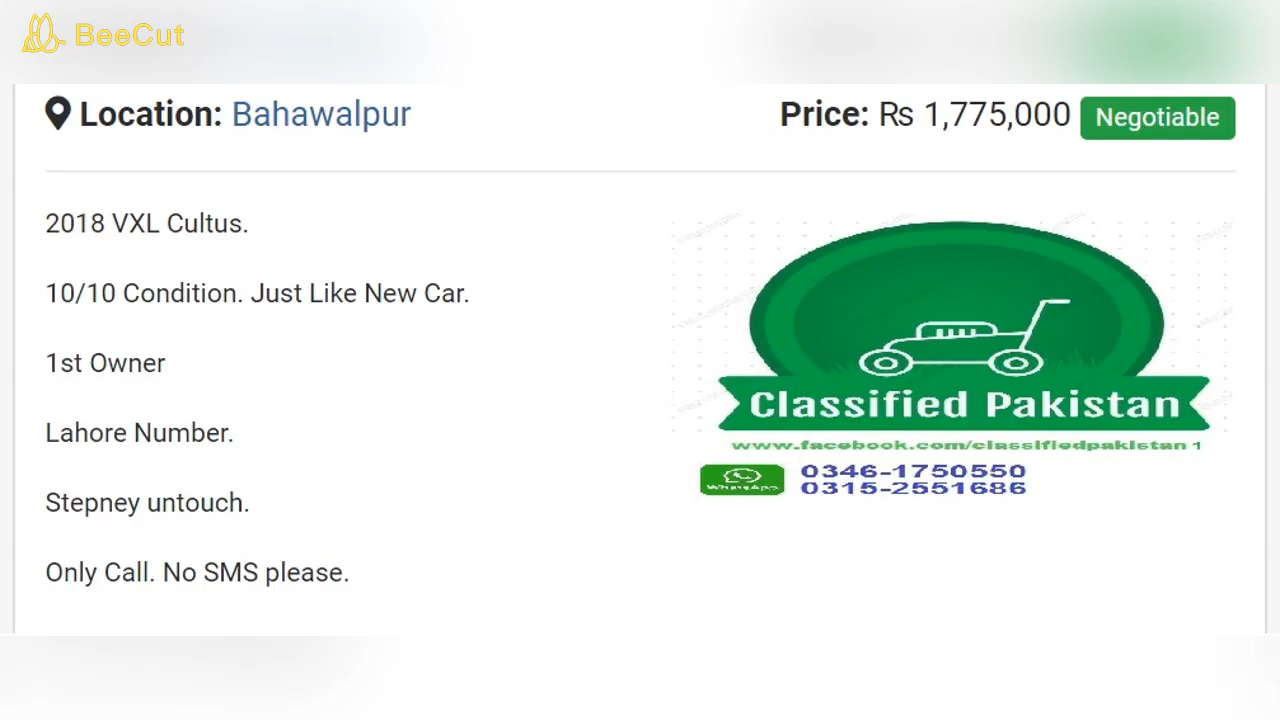 BeeCut
Location: Bahawalpur
Price: Rs 1,775,000 Negotiable
2018 VXL Cultus.
10/10 Condition. Just Like New Car.
1st Owner
Lahore Number.
Stepney untouch.
Only Call. No SMS please.
Classified Pakistan
www.facebook.com/classifiedpakistan1
WhatsApp
0346-1750550
0315-2551686